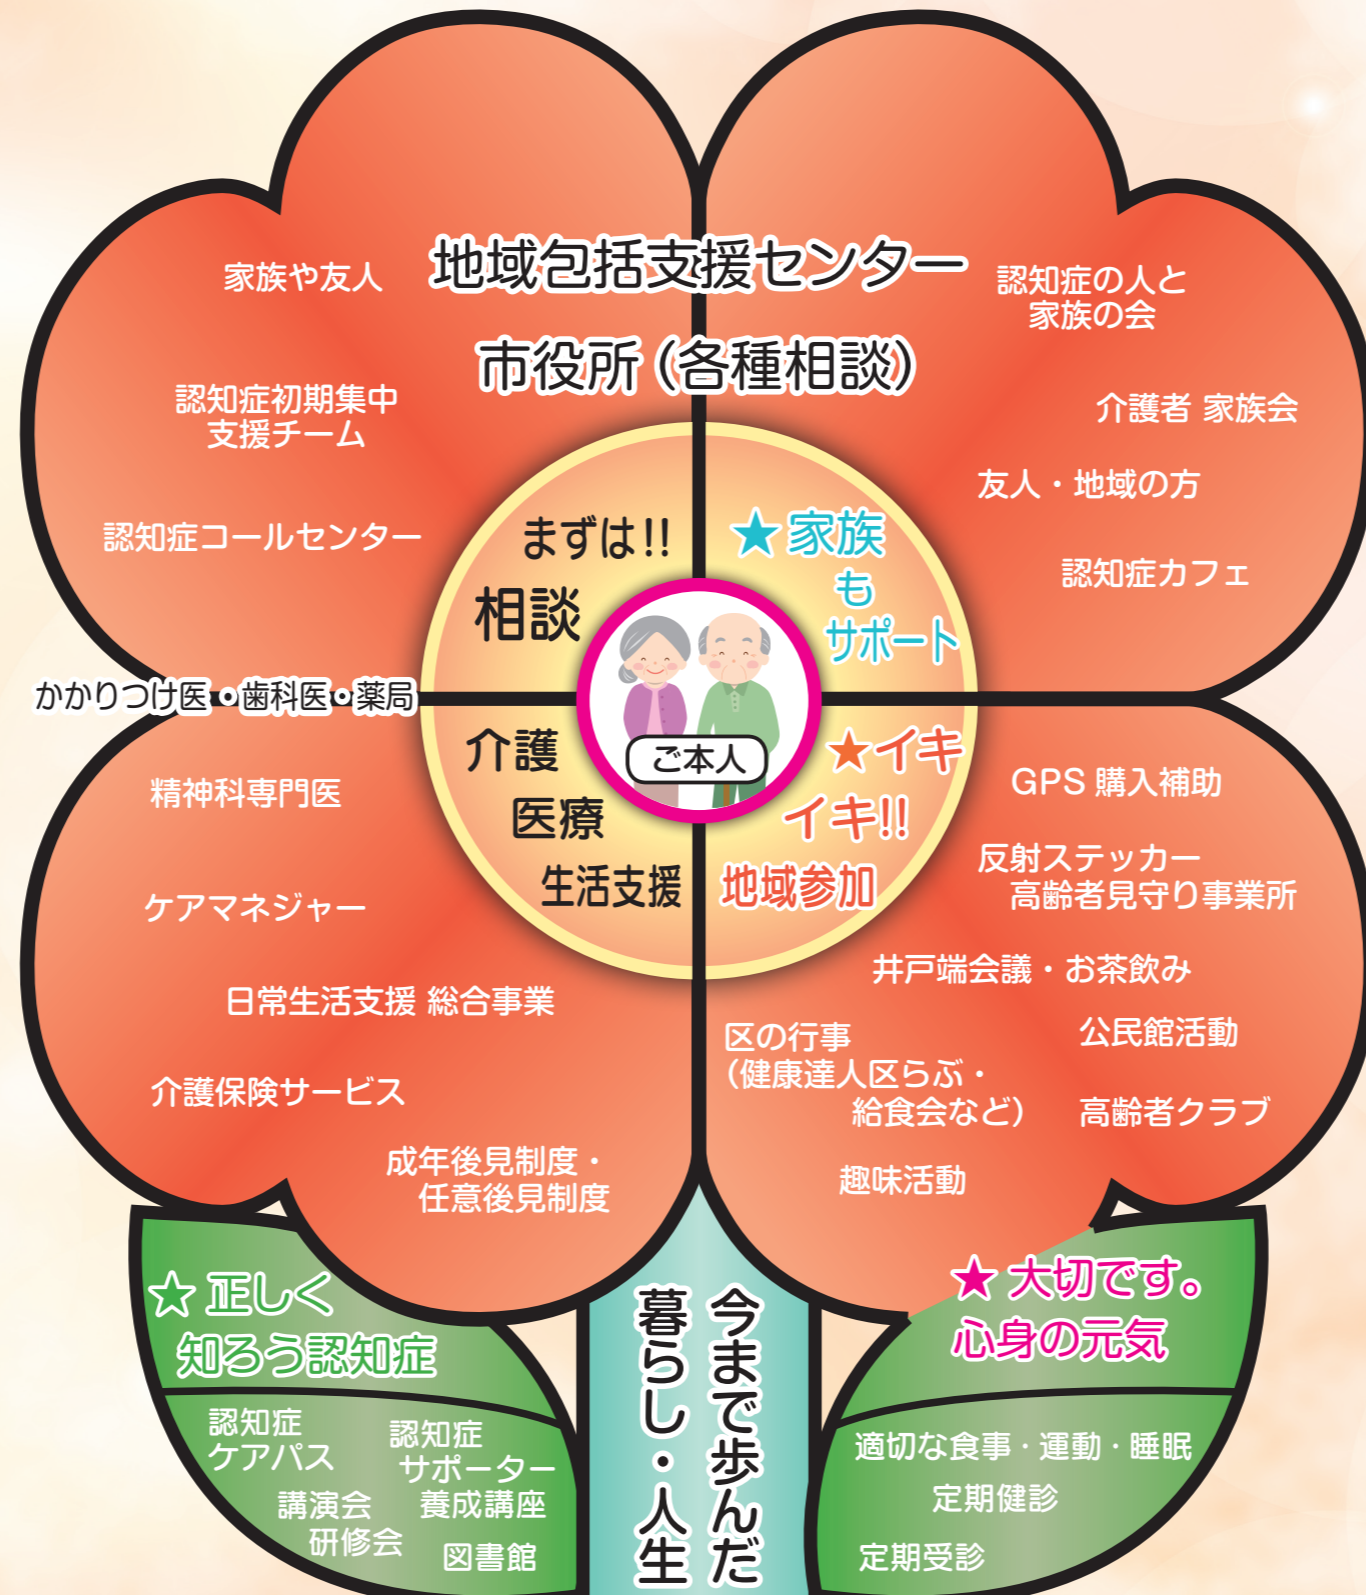 地域包括支援センター
市役所（各種相談）
家族や友人
認知症初期集中
支援チーム
認知症コールセンター
認知症の人と
家族の会
介護者 家族会
友人・地域の方
認知症カフェ
まずは!!
相談
★家族
も
サポート
かかりつけ医・歯科医・薬局
ご本人
介護
医療
生活支援
★イキ
イキ!!
地域参加
精神科専門医
ケアマネジャー
日常生活支援 総合事業
介護保険サービス
成年後見制度・
任意後見制度
GPS 購入補助
反射ステッカー
高齢者見守り事業所
井戸端会議・お茶飲み
区の行事
（健康達人区らぶ・
給食会など）
公民館活動
高齢者クラブ
趣味活動
★ 正しく
知ろう認知症
認知症
ケアパス
認知症
サポーター
養成講座
講演会
研修会
図書館
今まで歩んだ
暮らし・人生
★ 大切です。
心身の元気
適切な食事・運動・睡眠
定期健診
定期受診